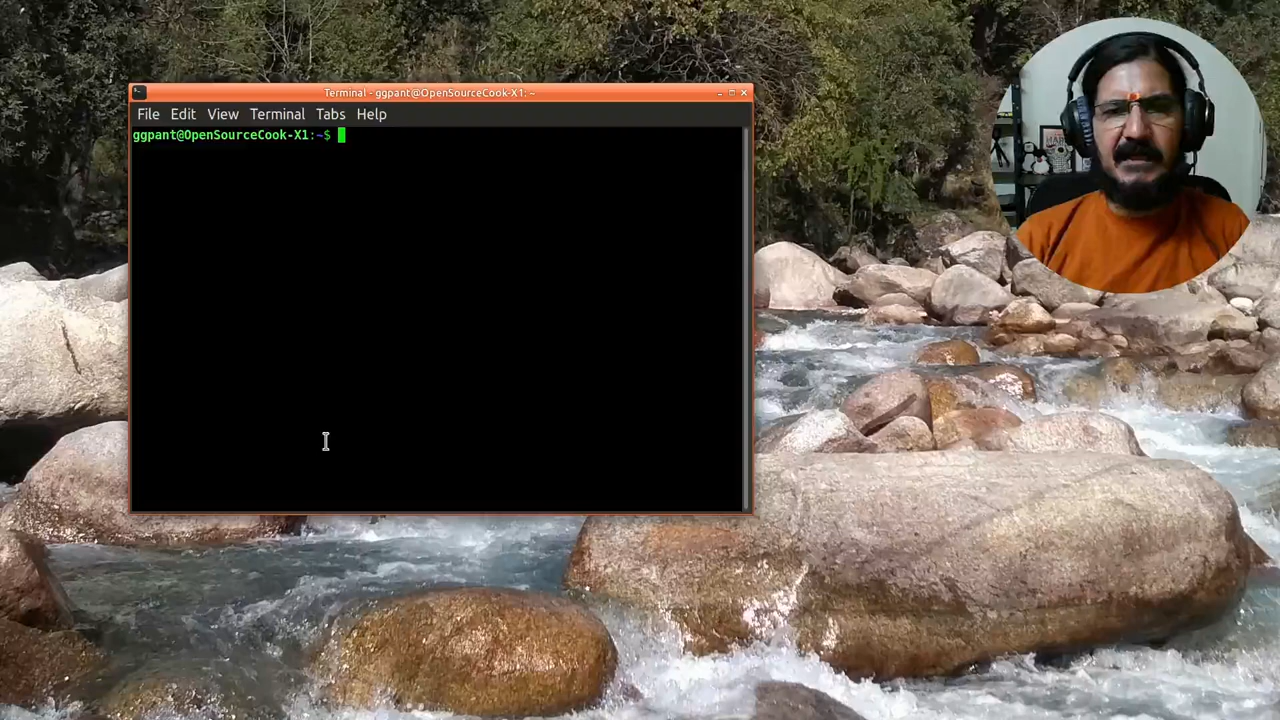 Terminal - ggpant@OpenSourceCook-X1: ~
File Edit View Terminal Tabs Help
ggpant@OpenSourceCook-X1:~$